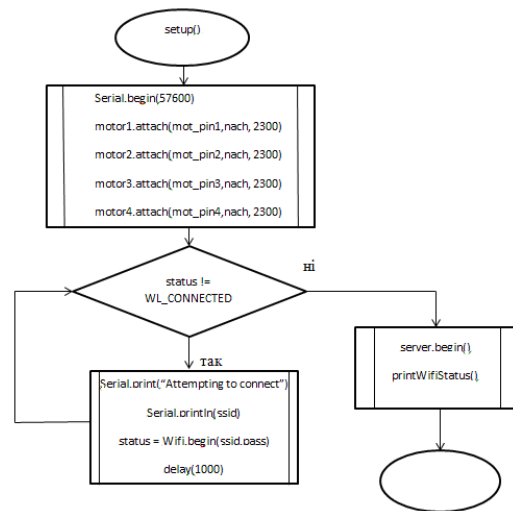 setup()
Serial.begin(57600)
motor1.attach(mot_pin1,nach, 2300)
motor2.attach(mot_pin2,nach, 2300)
motor3.attach(mot_pin3,nach, 2300)
motor4.attach(mot_pin4,nach, 2300)
status !=
WL_CONNECTED
ні
так
Serial.print(“Attempting to connect”)
Serial.println(ssid)
status = Wifi.begin(ssid,pass)
delay(1000)
server.begin(),
printWifiStatus(),